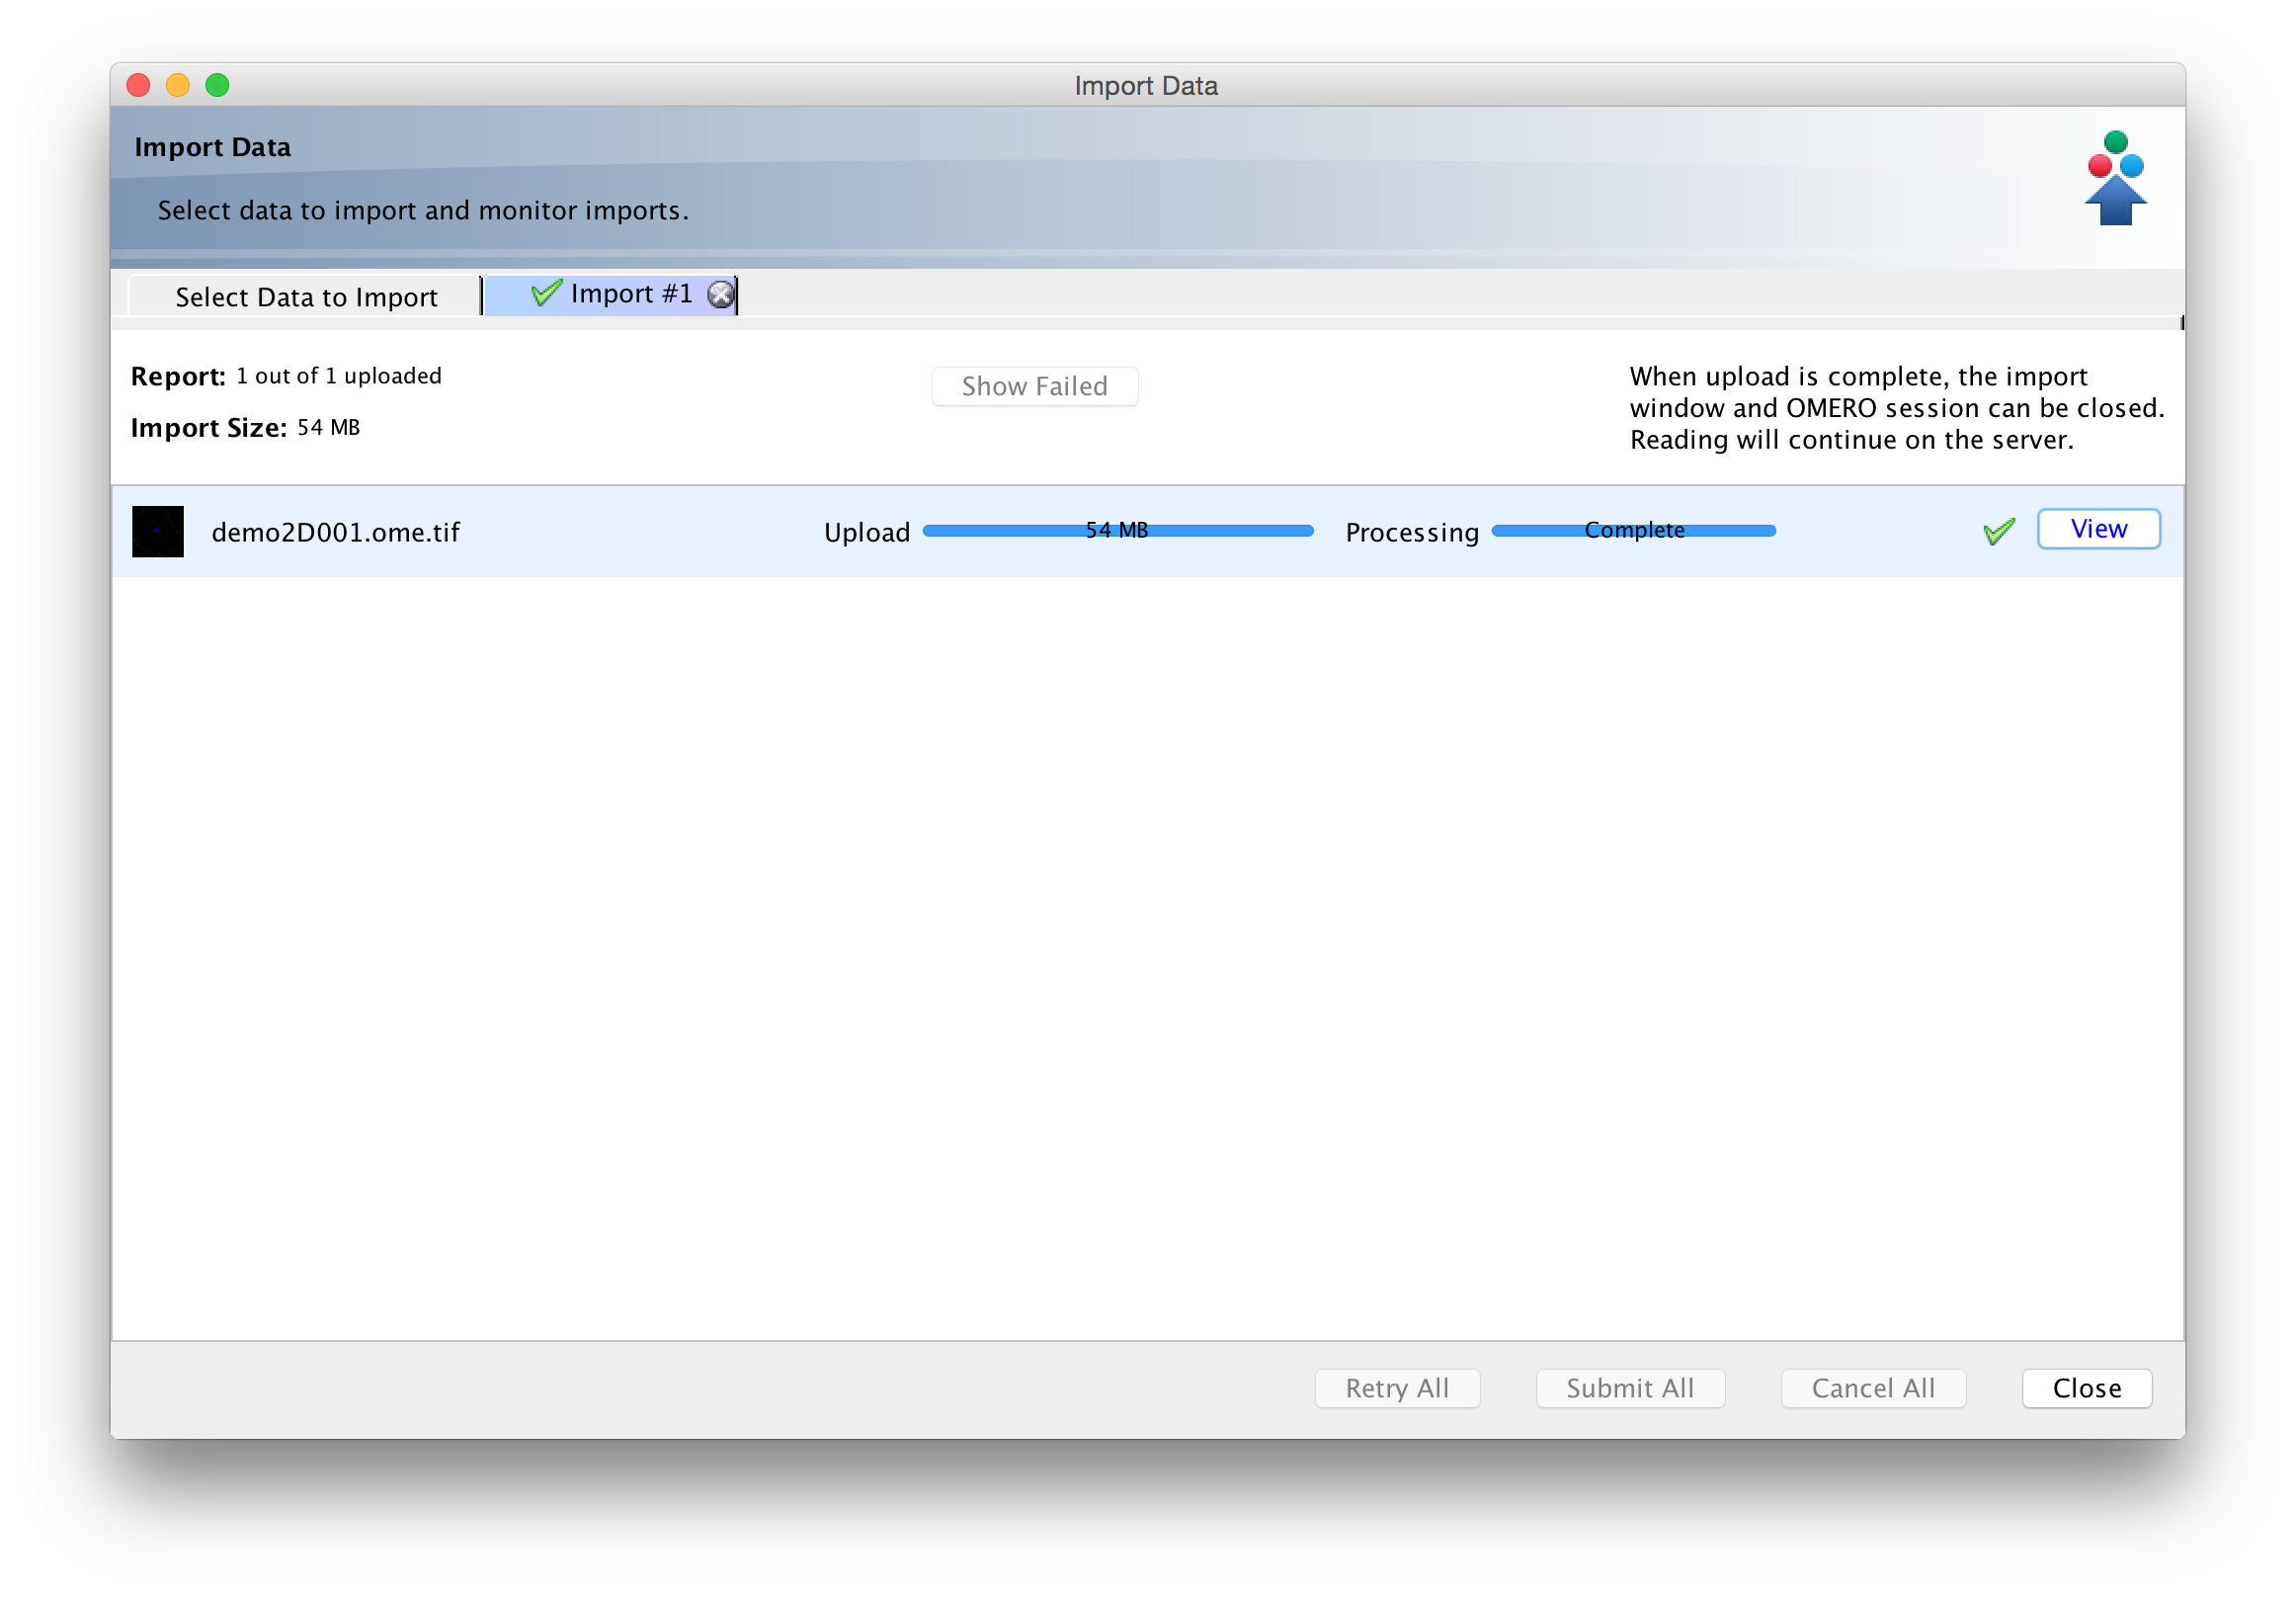 Import Data
Import Data
Select data to import and monitor imports.
Select Data to Import
Import #1
Report: 1 out of 1 uploaded
Import Size: 54 MB
Show Failed
When upload is complete, the import
window and OMERO session can be closed.
Reading will continue on the server.
demo2D001.ome.tif Upload 54 MB Processing Complete View
Retry All Submit All Cancel All Close